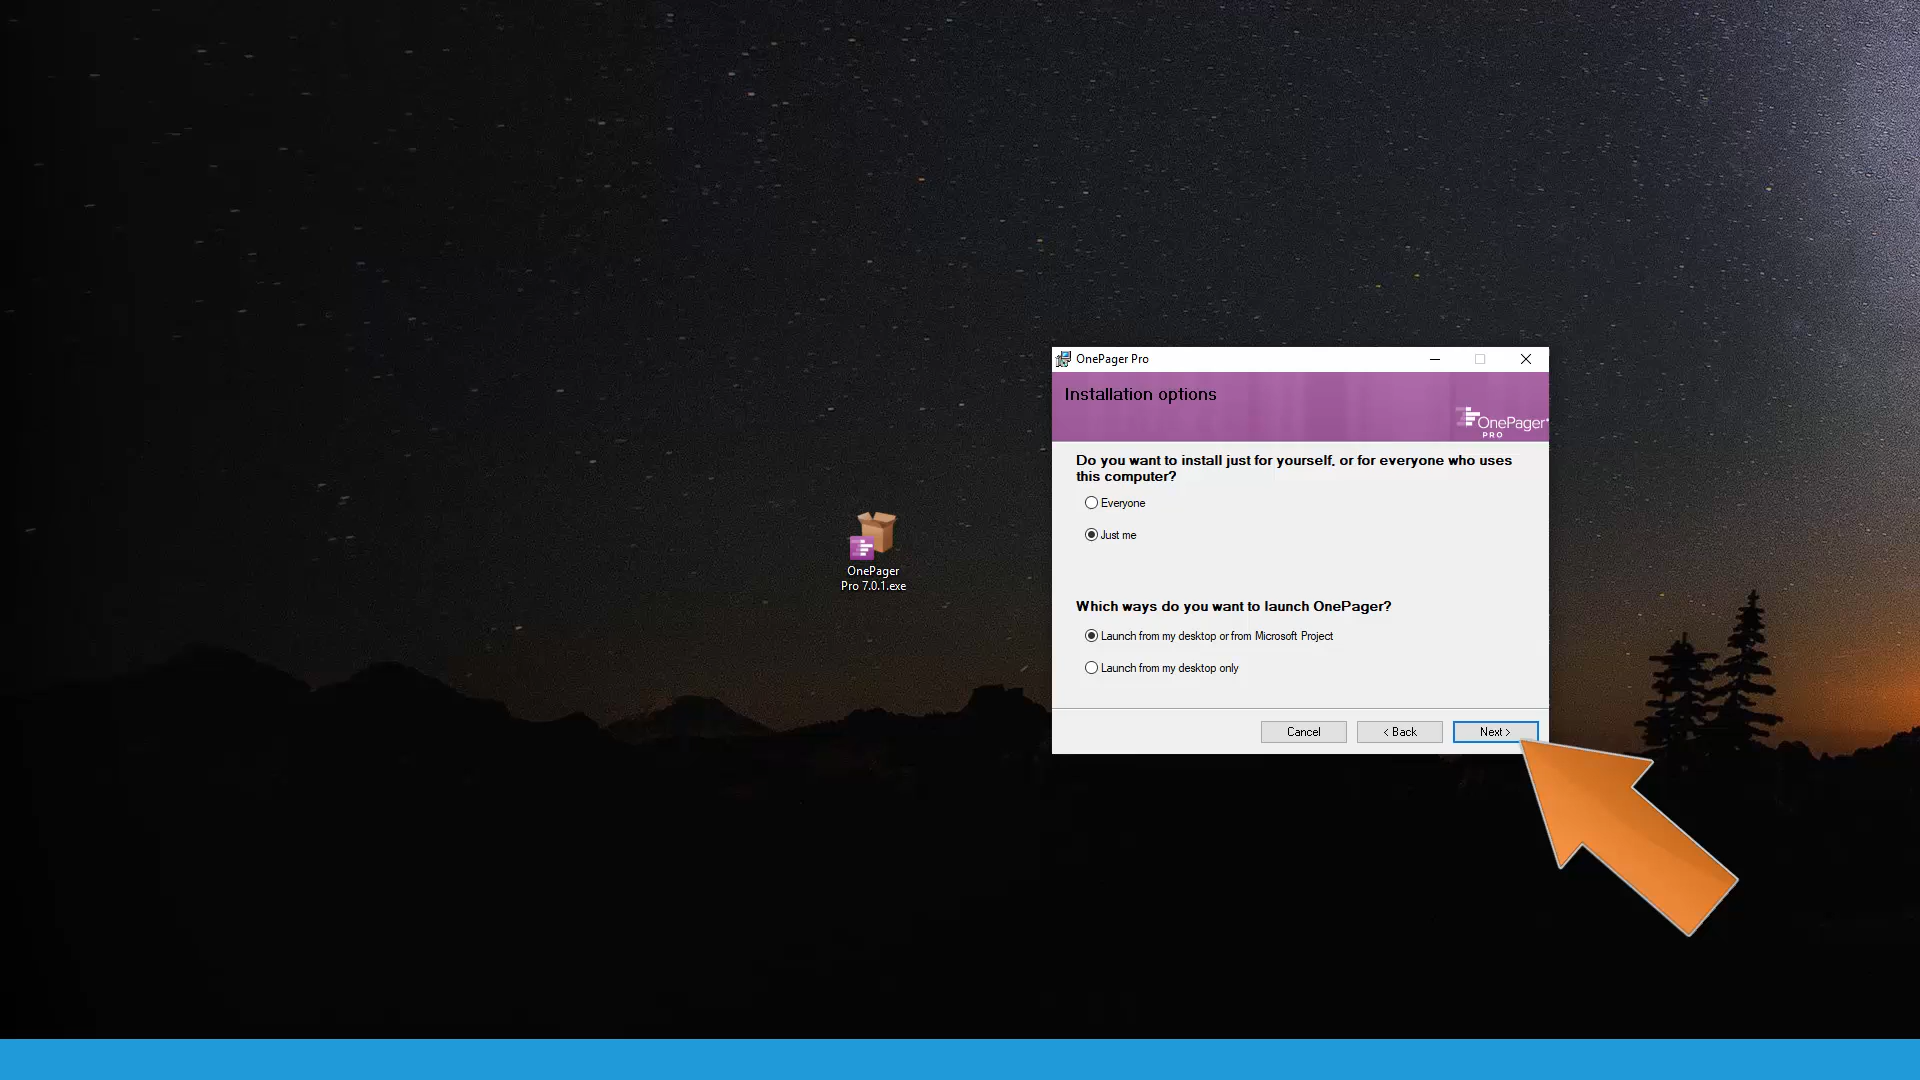 OnePager Pro
Installation options
OnePager
PRO
Do you want to install just for yourself, or for everyone who uses
this computer?
Everyone
Just me
Which ways do you want to launch OnePager?
Launch from my desktop or from Microsoft Project
Launch from my desktop only
Cancel
< Back
Next >
OnePager
Pro 7.0.1.exe